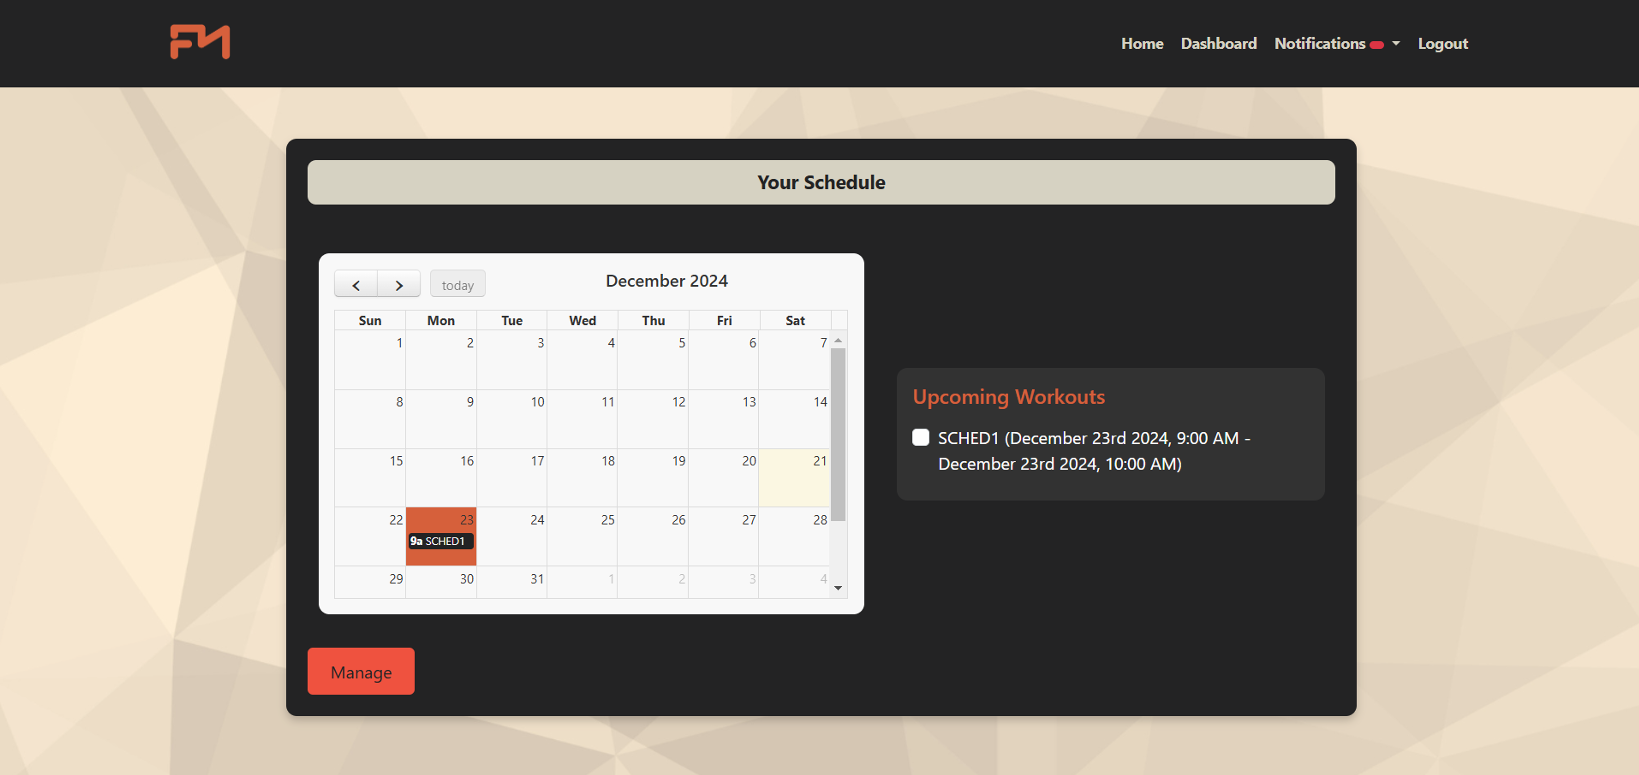 FM
Home Dashboard Notifications Logout
Your Schedule
today
December 2024
Sun Mon Tue Wed Thu Fri Sat
1 2 3 4 5 6 7
8 9 10 11 12 13 14
15 16 17 18 19 20 21
22 23 24 25 26 27 28
9a SCHED1
29 30 31 1 2 3 4
Upcoming Workouts
SCHED1 (December 23rd 2024, 9:00 AM -
December 23rd 2024, 10:00 AM)
Manage